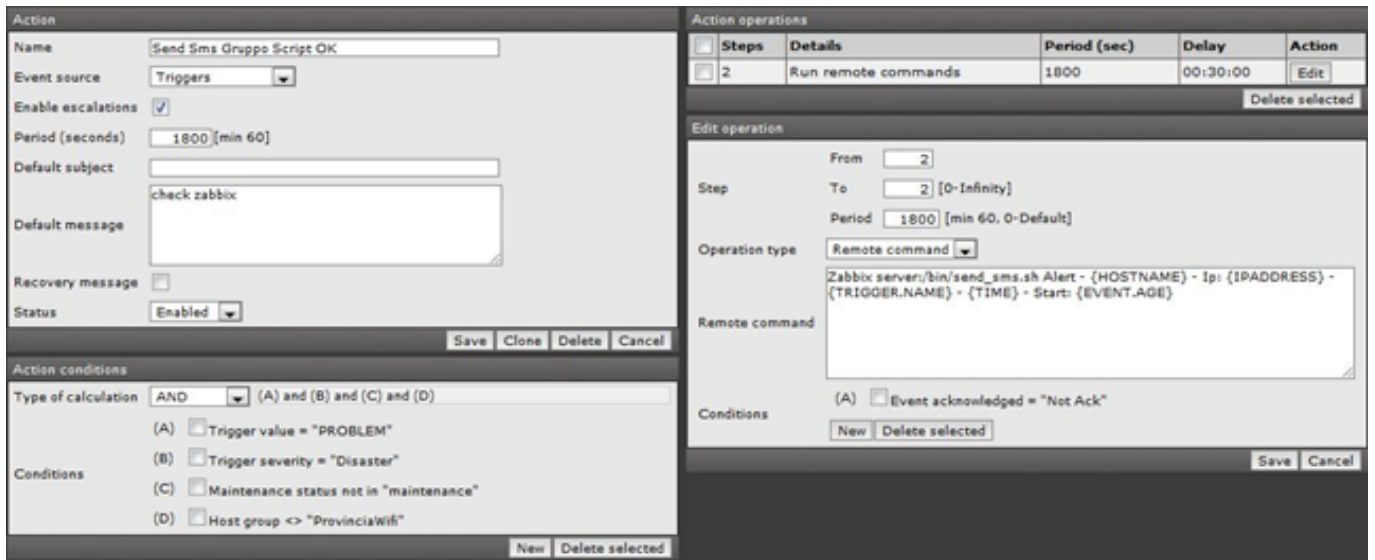 Action
Name Send Sms Gruppo Script OK
Event source Triggers
Enable escalations
Period (seconds) 1800 [min 60]
Default subject
Default message check zabbix
Recovery message
Status Enabled
Save Clone Delete Cancel
Action conditions
Type of calculation AND (A) and (B) and (C) and (D)
Conditions
(A) Trigger value = "PROBLEM"
(B) Trigger severity = "Disaster"
(C) Maintenance status not in "maintenance"
(D) Host group <> "ProvinciaWifi"
New Delete selected
Action operations
Steps Details Period (sec) Delay Action
2 Run remote commands 1800 00:30:00 Edit
Delete selected
Edit operation
Step
From 2
To 2 [0-Infinity]
Period 1800 [min 60, 0-Default]
Operation type Remote command
Remote command
Zabbix server:/bin/send_sms.sh Alert - {HOSTNAME} - Ip: {IPADDRESS} -
{TRIGGER.NAME} - {TIME} - Start: {EVENT.AGE}
Conditions
(A) Event acknowledged = "Not Ack"
New Delete selected
Save Cancel